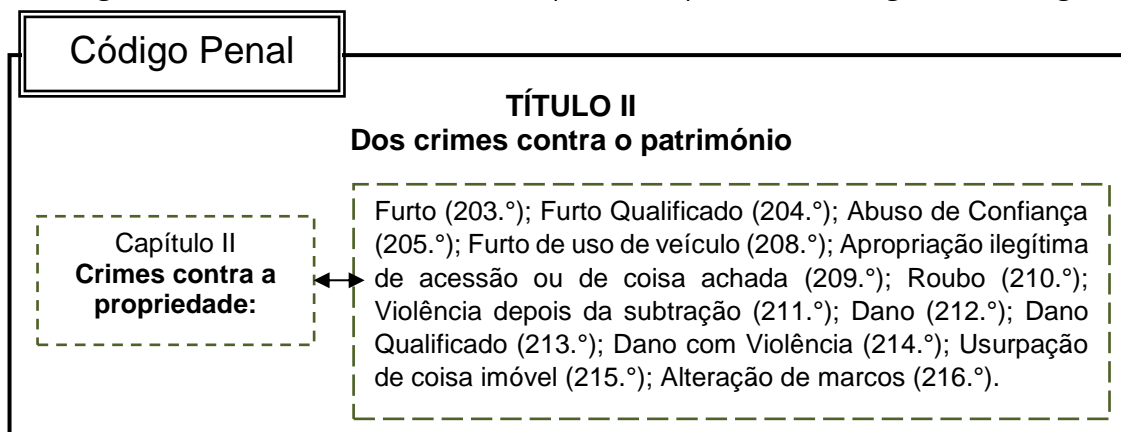 Código Penal
TÍTULO II
Dos crimes contra o património
Capítulo II
Crimes contra a
propriedade:
Furto (203.°); Furto Qualificado (204.°); Abuso de Confiança
(205.°); Furto de uso de veículo (208.°); Apropriação ilegítima
de acessão ou de coisa achada (209.°); Roubo (210.°);
Violência depois da subtração (211.°); Dano (212.°); Dano
Qualificado (213.°); Dano com Violência (214.°); Usurpação
de coisa imóvel (215.°); Alteração de marcos (216.°).